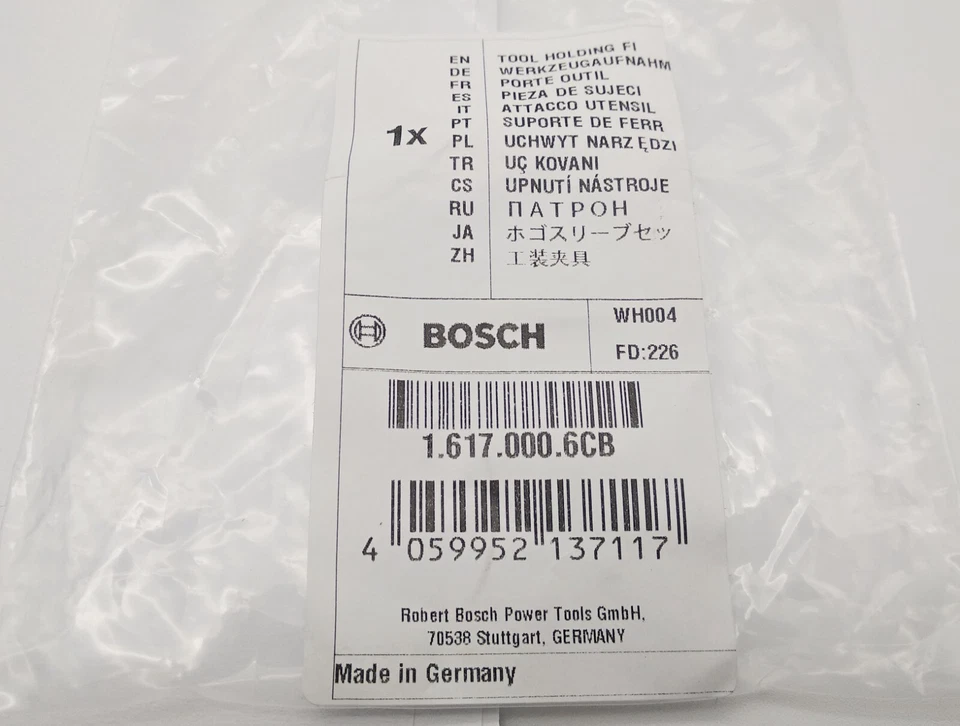 1x
EN TOOL HOLDING FI
DE WERKZEUGAUFNAHM
FR PORTE OUTIL
ES PIEZA DE SUJECI
IT ATTACCO UTENSIL
PT SUPORTE DE FERR
PL UCHWYT NARZĘDZI
TR UÇ KOVANI
CS UPNUTÍ NÁSTROJE
RU ПАТРОН
JA ホゴスリーブセッ
ZH 工装夹具
BOSCH
WH004
FD:226
1.617.000.6CB
4 059952 137117
Robert Bosch Power Tools GmbH,
70538 Stuttgart, GERMANY
Made in Germany